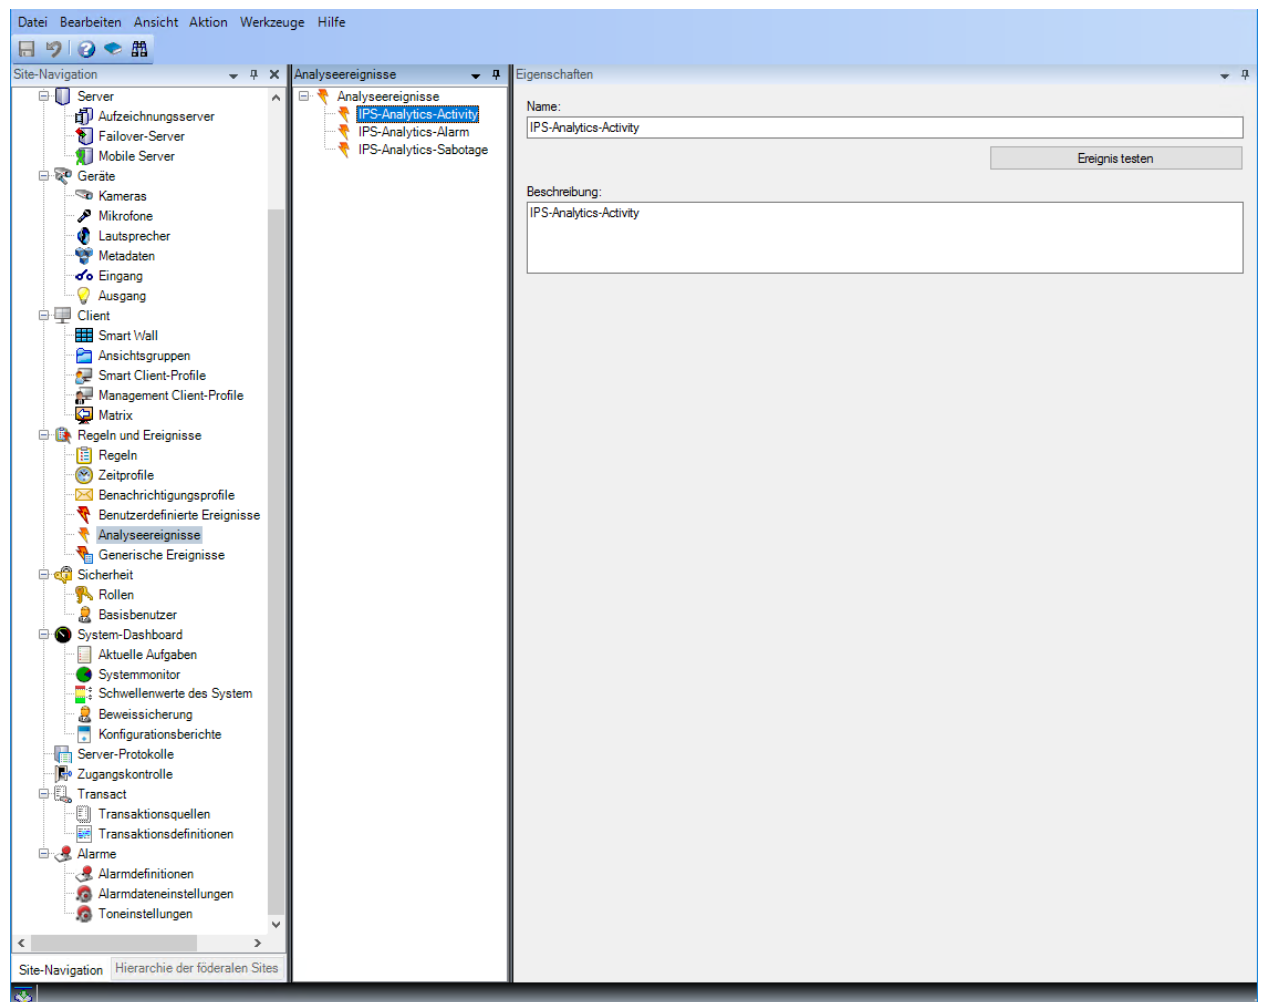 Datei Bearbeiten Ansicht Aktion Werkzeuge Hilfe
Site-Navigation
Server
Aufzeichnungsserver
Failover-Server
Mobile Server
Geräte
Kameras
Mikrofone
Lautsprecher
Metadaten
Eingang
Ausgang
Client
Smart Wall
Ansichtsgruppen
Smart Client-Profile
Management Client-Profile
Matrix
Regeln und Ereignisse
Regeln
Zeitprofile
Benachrichtigungsprofile
Benutzerdefinierte Ereignisse
Analyseereignisse
Generische Ereignisse
Sicherheit
Rollen
Basisbenutzer
System-Dashboard
Aktuelle Aufgaben
Systemmonitor
Schwellenwerte des System
Beweissicherung
Konfigurationsberichte
Server-Protokolle
Zugangskontrolle
Transact
Transaktionsquellen
Transaktionsdefinitionen
Alarme
Alarmdefinitionen
Alarmdateneinstellungen
Toneinstellungen
Site-Navigation Hierarchie der föderalen Sites
Analyseereignisse
Analyseereignisse
IPS-Analytics-Activity
IPS-Analytics-Alarm
IPS-Analytics-Sabotage
Eigenschaften
Name:
IPS-Analytics-Activity
Ereignis testen
Beschreibung:
IPS-Analytics-Activity